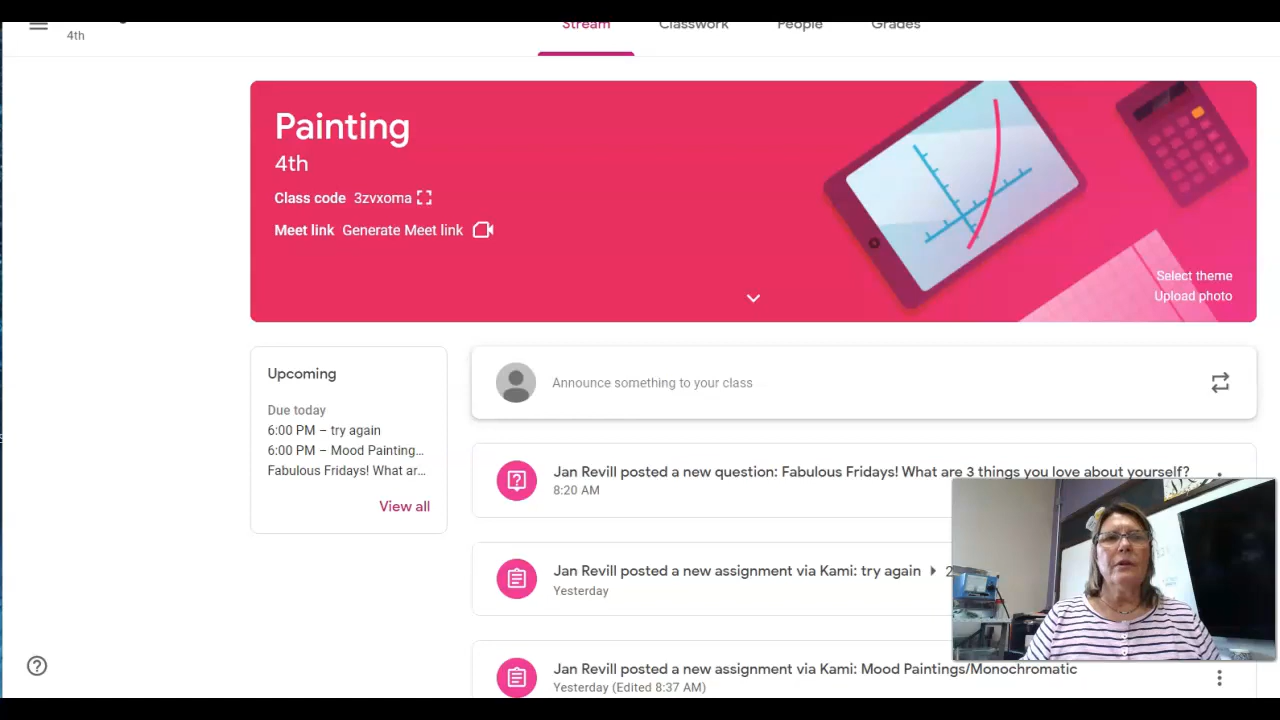 4th
Stream
Classwork
People
Grades
Painting
4th
Class code 3zvxoma
Meet link Generate Meet link
Select theme
Upload photo
Upcoming
Due today
6:00 PM – try again
6:00 PM – Mood Painting...
Fabulous Fridays! What ar...
View all
Announce something to your class
Jan Revill posted a new question: Fabulous Fridays! What are 3 things you love about yourself?
8:20 AM
Jan Revill posted a new assignment via Kami: try again
Yesterday
Jan Revill posted a new assignment via Kami: Mood Paintings/Monochromatic
Yesterday (Edited 8:37 AM)